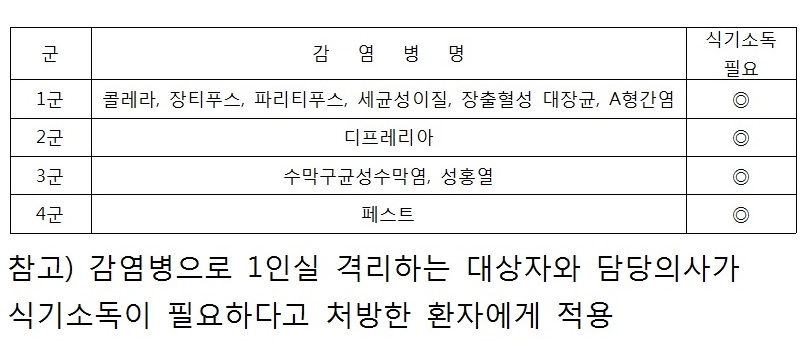 군 감 염 병 명 식기소독 필요
1군 콜레라, 장티푸스, 파리티푸스, 세균성이질, 장출혈성 대장균, A형간염 ◎
2군 디프레리아 ◎
3군 수막구균성수막염, 성홍열 ◎
4군 페스트 ◎
참고) 감염병으로 1인실 격리하는 대상자와 담당의사가
식기소독이 필요하다고 처방한 환자에게 적용